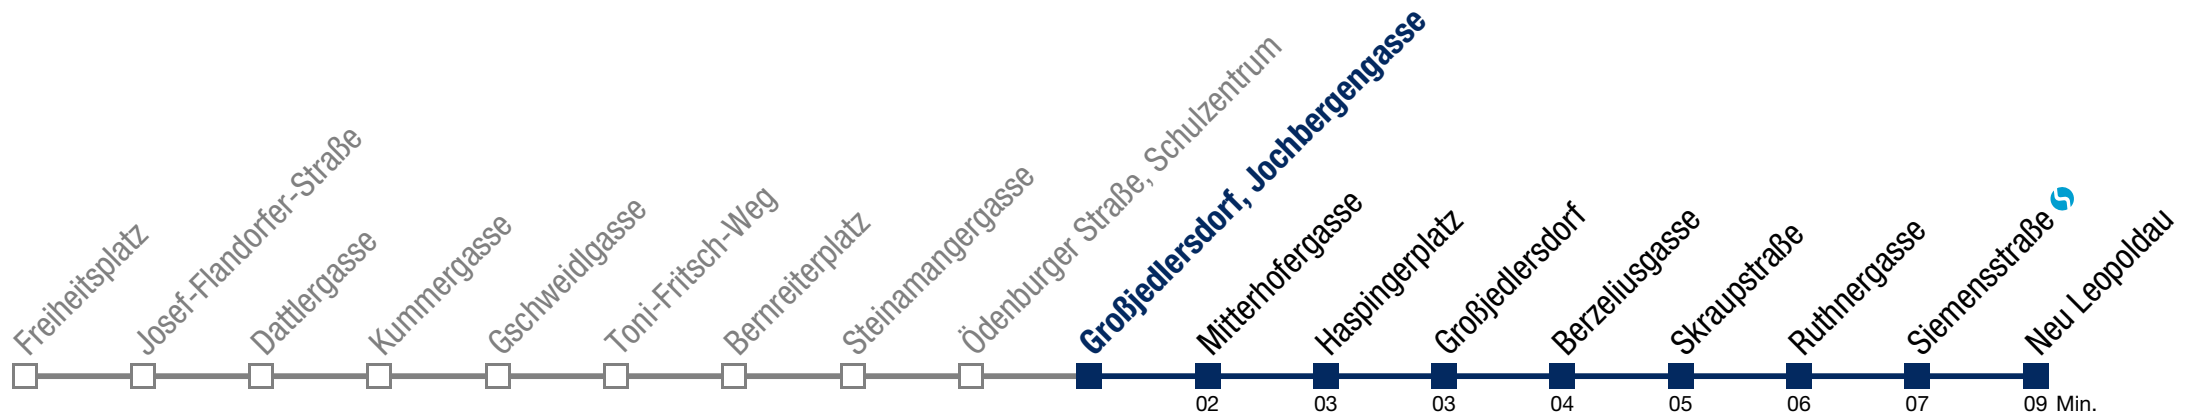 Freiheitsplatz
Josef-Flandorfer-Straße
Dattlergasse
Kummergasse
Gschweidlgasse
Toni-Fritsch-Weg
Bernreiterplatz
Steinamangergasse
Ödenburger Straße, Schulzentrum
Großjedlersdorf, Jochbergengasse
Mitterhofergasse
Haspingerplatz
Großjedlersdorf
Berzeliusgasse
Skraupstraße
Ruthnergasse
Siemensstraße
Neu Leopoldau
02 03 03 04 05 06 07 09 Min.